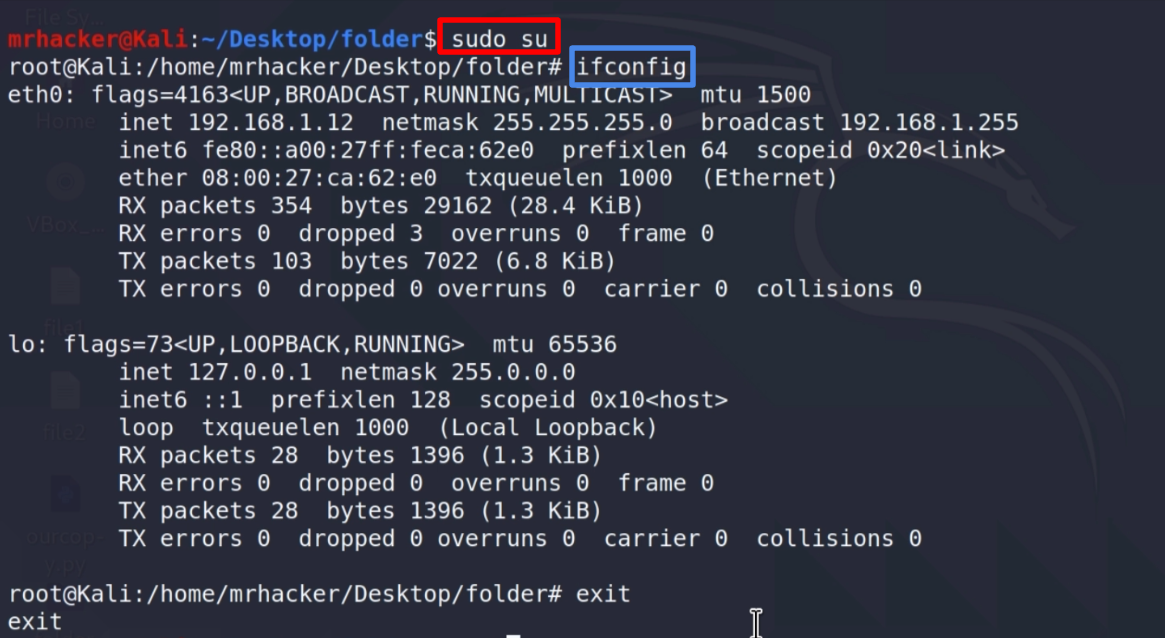 File Sy...
mrhacker@Kali:~/Desktop/folder$ sudo su
root@Kali:/home/mrhacker/Desktop/folder# ifconfig
eth0: flags=4163<UP,BROADCAST,RUNNING,MULTICAST>  mtu 1500
Home
        inet 192.168.1.12  netmask 255.255.255.0  broadcast 192.168.1.255
        inet6 fe80::a00:27ff:feca:62e0  prefixlen 64  scopeid 0x20<link>
        ether 08:00:27:ca:62:e0  txqueuelen 1000  (Ethernet)
        RX packets 354  bytes 29162 (28.4 KiB)
VBox_...
        RX errors 0  dropped 3  overruns 0  frame 0
        TX packets 103  bytes 7022 (6.8 KiB)
        TX errors 0  dropped 0 overruns 0  carrier 0  collisions 0
file1
lo: flags=73<UP,LOOPBACK,RUNNING>  mtu 65536
        inet 127.0.0.1  netmask 255.0.0.0
        inet6 ::1  prefixlen 128  scopeid 0x10<host>
        loop  txqueuelen 1000  (Local Loopback)
file2
        RX packets 28  bytes 1396 (1.3 KiB)
        RX errors 0  dropped 0  overruns 0  frame 0
        TX packets 28  bytes 1396 (1.3 KiB)
        TX errors 0  dropped 0 overruns 0  carrier 0  collisions 0
ourcop-
y.py
root@Kali:/home/mrhacker/Desktop/folder# exit
exit